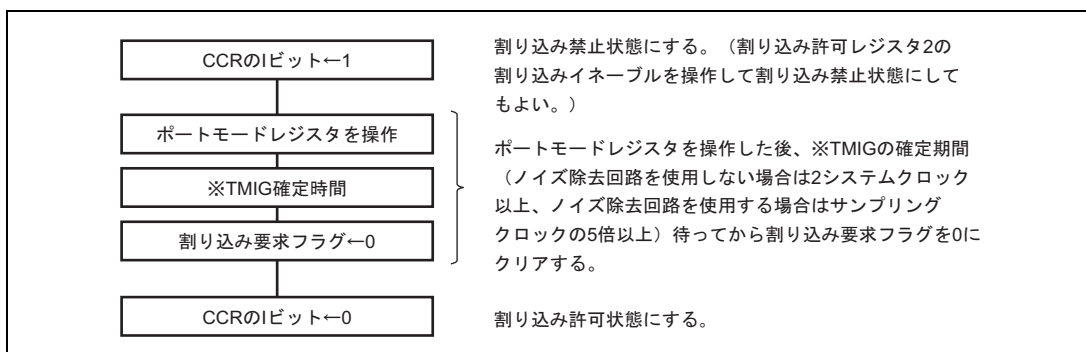 CCRのIビット←1
割り込み禁止状態にする。（割り込み許可レジスタ2の
割り込みイネーブルを操作して割り込み禁止状態にして
もよい。）
ポートモードレジスタを操作
※TMIG確定時間
割り込み要求フラグ←0
ポートモードレジスタを操作した後、※TMIGの確定期間
（ノイズ除去回路を使用しない場合は2システムクロック
以上、ノイズ除去回路を使用する場合はサンプリング
クロックの5倍以上）待ってから割り込み要求フラグを0に
クリアする。
CCRのIビット←0
割り込み許可状態にする。